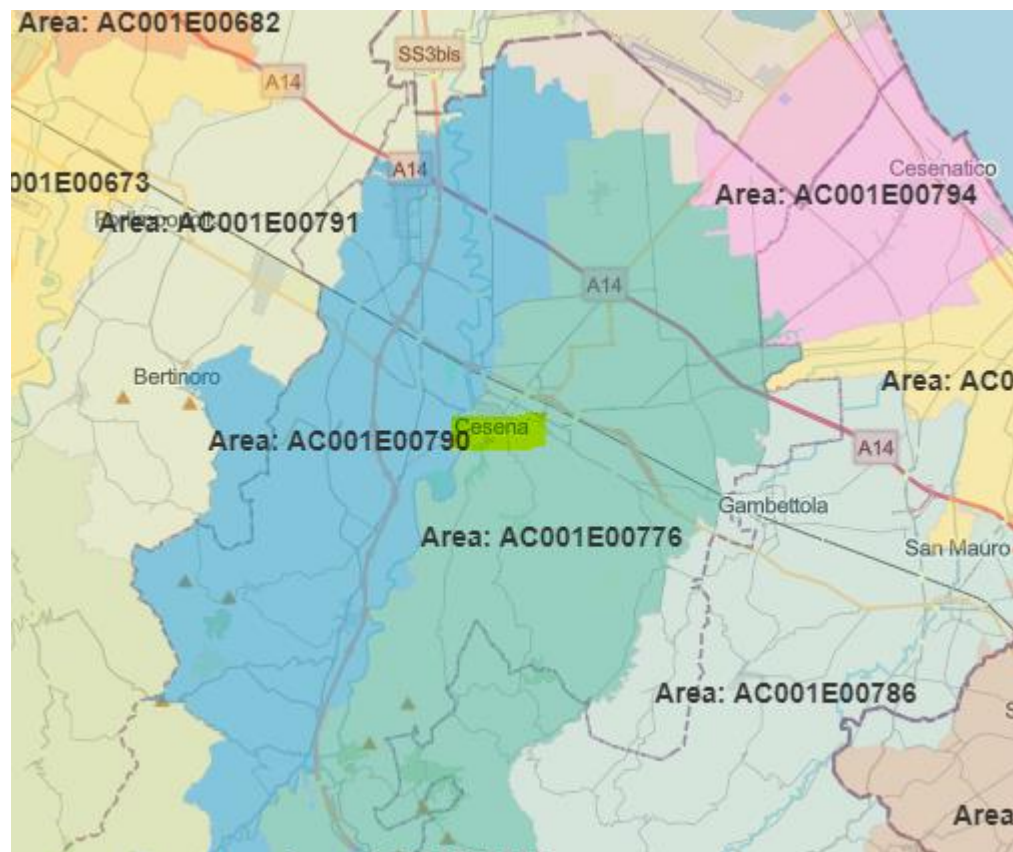 Area: AC001E00682
SS3bis
A14
A14
Cesenatico
001E00673
Area: AC001E00794
Area: AC001E00791
A14
Bertinoro
Area: AC0
Cesena
Area: AC001E00790
A14
Gambettola
Area: AC001E00776
San Mauro
Area: AC001E00786
S
Area